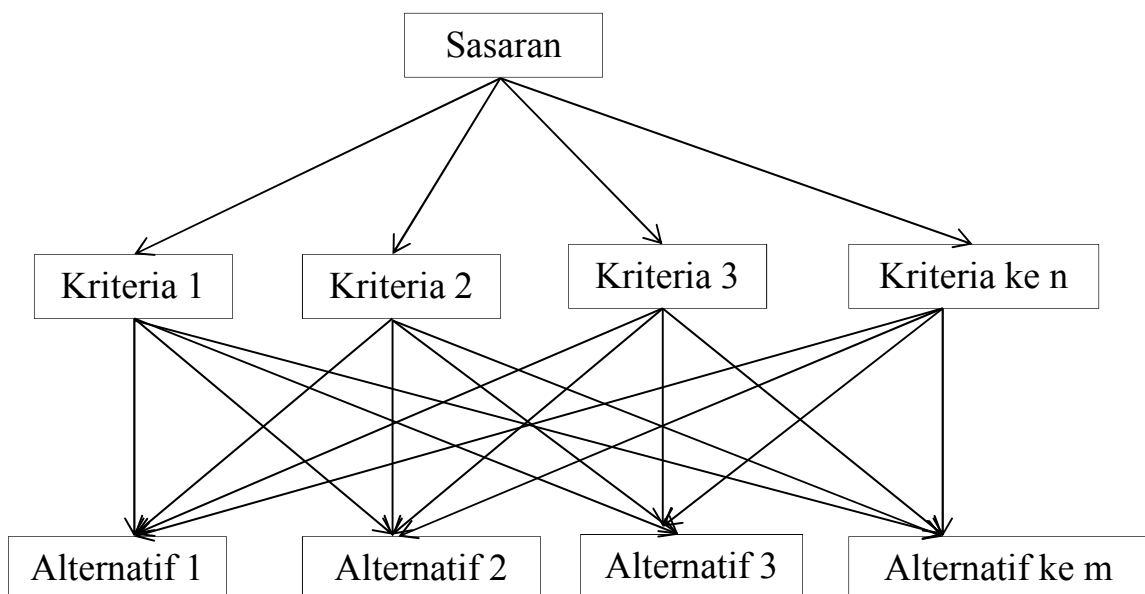 Sasaran
Kriteria 1
Kriteria 2
Kriteria 3
Kriteria ke n
Alternatif 1
Alternatif 2
Alternatif 3
Alternatif ke m